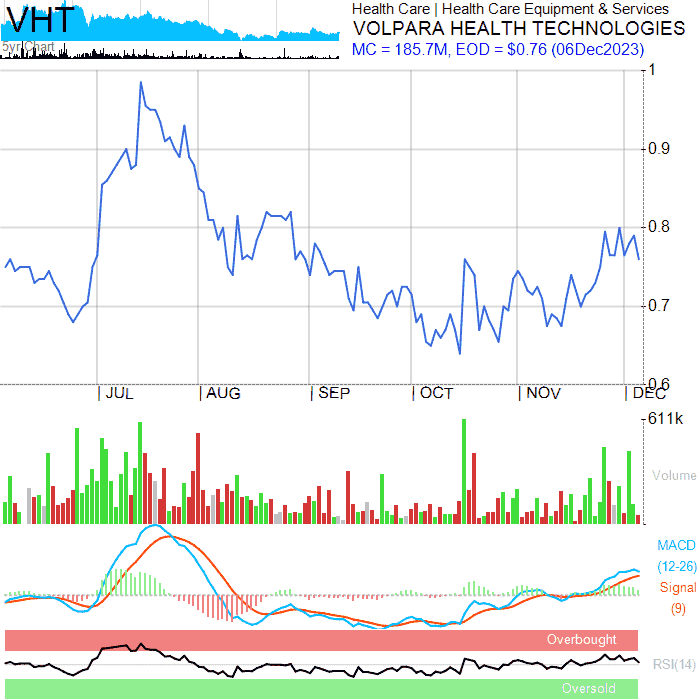 VHT
5yr Chart
Health Care | Health Care Equipment & Services
VOLPARA HEALTH TECHNOLOGIES
MC = 185.7M, EOD = $0.76 (06Dec2023)
1
0.9
0.8
0.7
0.6
| JUL | AUG | SEP | OCT | NOV | DEC
611k
Volume
MACD
(12-26)
Signal
(9)
Overbought
RSI(14)
Oversold